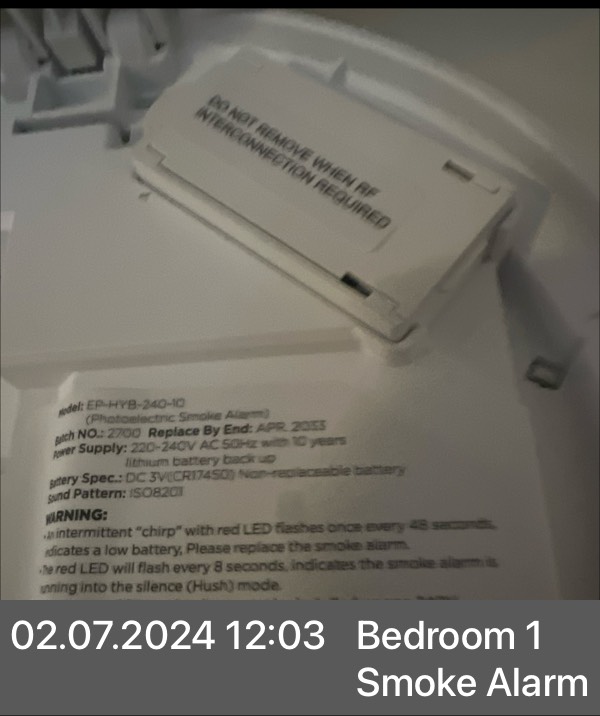 DO NOT REMOVE WHEN RF
INTERCONNECTION REQUIRED
Model: EP-HYB-240-10
(Photoelectric Smoke Alarm)
Batch NO.: 2700 Replace By End: APR. 2033
Power Supply: 220-240V AC 50Hz with 10 years
lithium battery back up
Battery Spec.: DC 3V(CR17450) Non-replaceable battery
Sound Pattern: ISO8201
WARNING:
An intermittent "chirp" with red LED flashes once every 48 seconds,
indicates a low battery, Please replace the smoke alarm.
The red LED will flash every 8 seconds, indicates the smoke alarm is
running into the silence (Hush) mode.
02.07.2024 12:03 Bedroom 1
Smoke Alarm